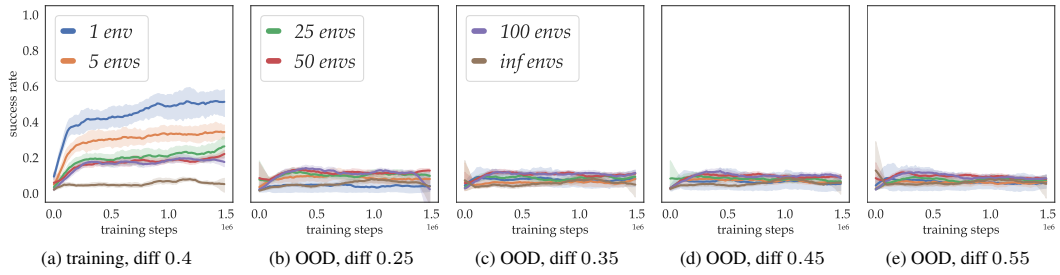 1.0
0.8
0.6
0.4
0.2
0.0
success rate
1 env
5 envs
25 envs
50 envs
100 envs
inf envs
0.0 0.5 1.0 1.5
training steps
1e6
0.0 0.5 1.0 1.5
training steps
1e6
0.0 0.5 1.0 1.5
training steps
1e6
0.0 0.5 1.0 1.5
training steps
1e6
0.0 0.5 1.0 1.5
training steps
1e6
(a) training, diff 0.4
(b) OOD, diff 0.25
(c) OOD, diff 0.35
(d) OOD, diff 0.45
(e) OOD, diff 0.55